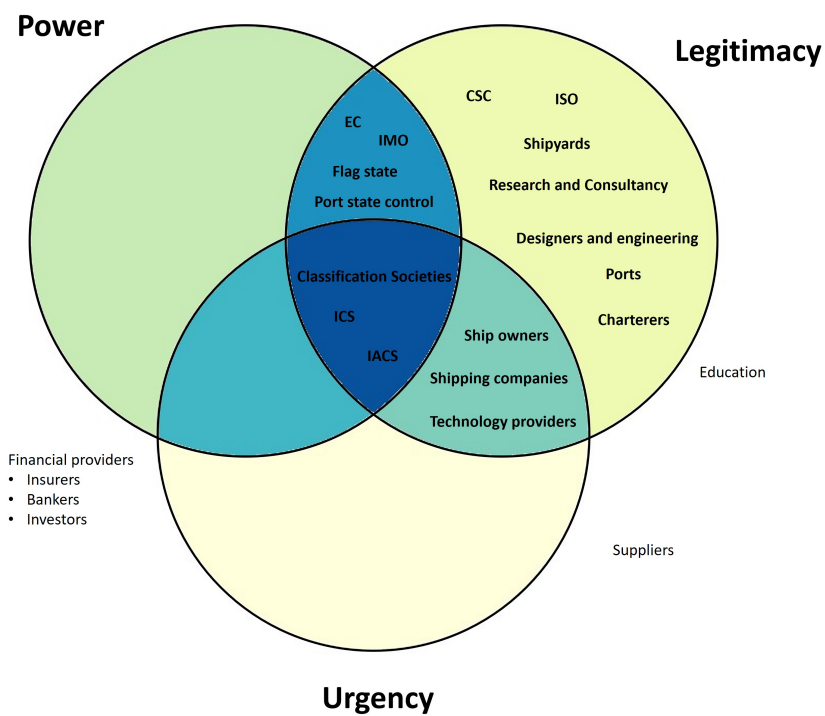 Power
Legitimacy
CSC
ISO
EC
IMO
Shipyards
Flag state
Research and Consultancy
Port state control
Designers and engineering
Classification Societies
Ports
ICS
Charterers
Ship owners
IACS
Education
Shipping companies
Technology providers
Financial providers
• Insurers
• Bankers
• Investors
Suppliers
Urgency